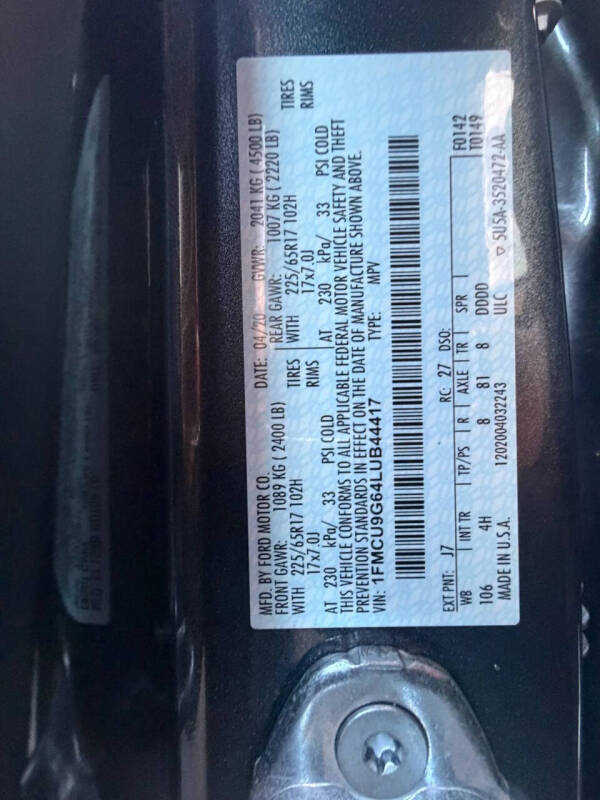 MFD. BY FORD MOTOR CO. DATE: 04/20 GVWR: 2041 KG ( 4500 LB)
FRONT GAWR: 1089 KG ( 2400 LB) REAR GAWR: 1007 KG ( 2220 LB)
WITH 225/65R17 102H TIRES WITH 225/65R17 102H TIRES
17x7.0J RIMS 17x7.0J RIMS
AT 230 kPa/ 33 PSI COLD AT 230 kPa/ 33 PSI COLD
THIS VEHICLE CONFORMS TO ALL APPLICABLE FEDERAL MOTOR VEHICLE SAFETY AND THEFT
PREVENTION STANDARDS IN EFFECT ON THE DATE OF MANUFACTURE SHOWN ABOVE.
VIN: 1FMCU9G64LUB44417 TYPE: MPV
F0142
T0149
EXT PNT: J7 RC: 27 DSO:
WB INT TR TP/PS R AXLE TR SPR
106 4H 8 81 8 DDDD
MADE IN U.S.A. 1202004032243 ULC ▽ 5U5A-3520472-AA